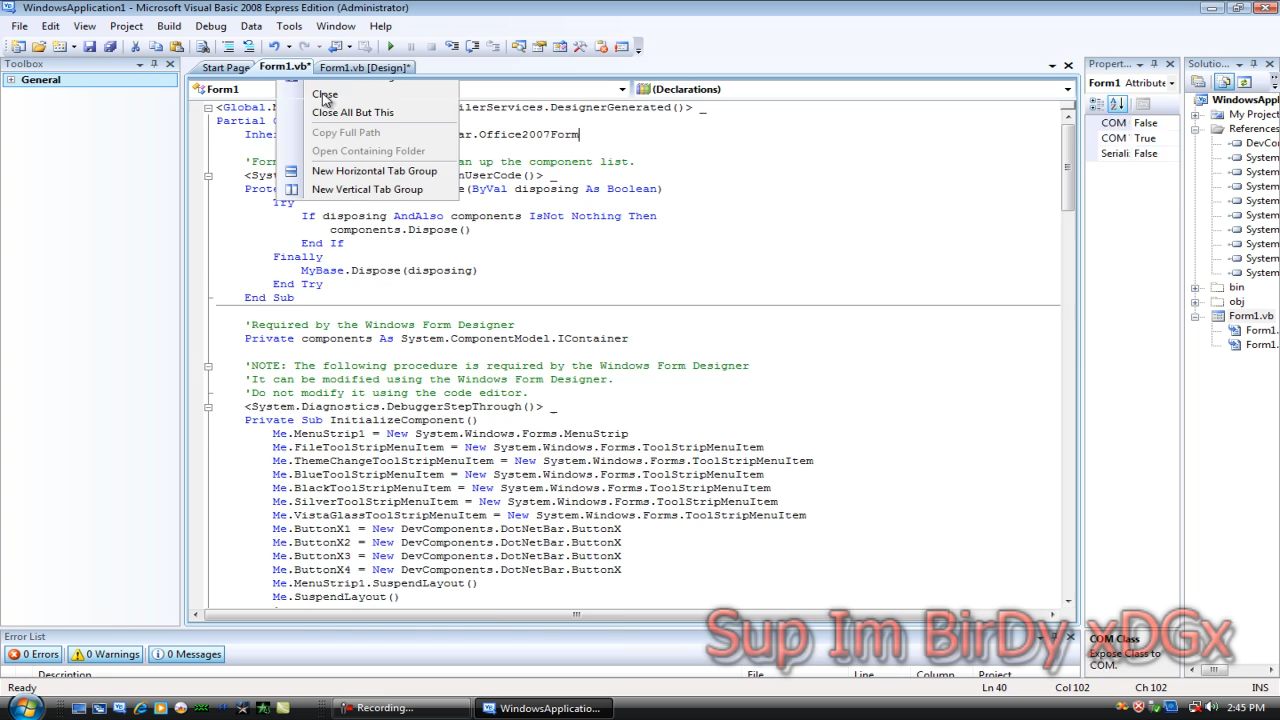 WindowsApplication1 - Microsoft Visual Basic 2008 Express Edition (Administrator)
File Edit View Project Build Debug Data Tools Window Help
Toolbox
General
Start Page Form1.vb* Form1.vb [Design]*
Form1 (Declarations)
Close
Close All But This
Copy Full Path
Open Containing Folder
New Horizontal Tab Group
New Vertical Tab Group
<Global.M ilerServices.DesignerGenerated()> _
Partial C
Inher ar.Office2007Form
'For an up the component list.
<Sys nUserCode()> _
Prote e(ByVal disposing As Boolean)
Try
If disposing AndAlso components IsNot Nothing Then
components.Dispose()
End If
Finally
MyBase.Dispose(disposing)
End Try
End Sub
'Required by the Windows Form Designer
Private components As System.ComponentModel.IContainer
'NOTE: The following procedure is required by the Windows Form Designer
'It can be modified using the Windows Form Designer.
'Do not modify it using the code editor.
<System.Diagnostics.DebuggerStepThrough()> _
Private Sub InitializeComponent()
Me.MenuStrip1 = New System.Windows.Forms.MenuStrip
Me.FileToolStripMenuItem = New System.Windows.Forms.ToolStripMenuItem
Me.ThemeChangeToolStripMenuItem = New System.Windows.Forms.ToolStripMenuItem
Me.BlueToolStripMenuItem = New System.Windows.Forms.ToolStripMenuItem
Me.BlackToolStripMenuItem = New System.Windows.Forms.ToolStripMenuItem
Me.SilverToolStripMenuItem = New System.Windows.Forms.ToolStripMenuItem
Me.VistaGlassToolStripMenuItem = New System.Windows.Forms.ToolStripMenuItem
Me.ButtonX1 = New DevComponents.DotNetBar.ButtonX
Me.ButtonX2 = New DevComponents.DotNetBar.ButtonX
Me.ButtonX3 = New DevComponents.DotNetBar.ButtonX
Me.ButtonX4 = New DevComponents.DotNetBar.ButtonX
Me.MenuStrip1.SuspendLayout()
Me.SuspendLayout()
Propert...
Form1 Attribute
COM False
COM True
Seriali False
COM Class
Expose Class to COM.
Solutio...
WindowsApp
My Project
References
DevCo
System
System
System
System
System
System
System
System
bin
obj
Form1.vb
Form1.
Form1.
Sup Im BirDy xDGx
Error List
0 Errors 0 Warnings 0 Messages
Description File Line Column Project
Ready Ln 40 Col 102 Ch 102 INS
Recording... WindowsApplicatio... 2:45 PM